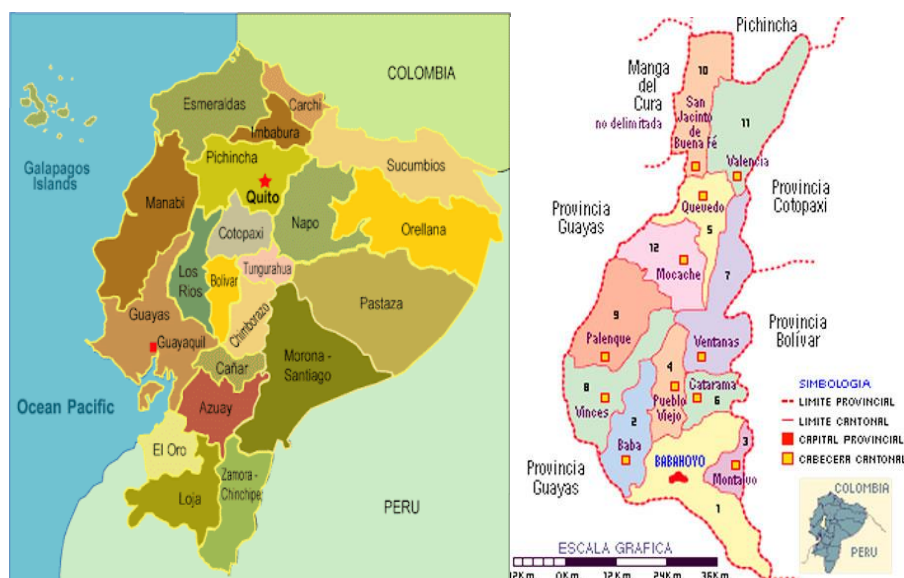 COLOMBIA
Esmeraldas
Carchi
Imbabura
Galapagos
Islands
Pichincha
Sucumbios
Quito
Manabi
Napo
Orellana
Cotopaxi
Los
Rios
Tungurahua
Bolivar
Pastaza
Guayas
Chimborazo
Guayaquil
Morona -
Santiago
Cañar
Ocean Pacific
Azuay
El Oro
Zamora -
Chinchipe
Loja
PERU
Pichincha
Manga
del
Cura
no delimitada
10
San
Jacinto
de
Buena Fé
11
Valencia
Provincia
Cotopaxi
Quevedo
Provincia
Guayas
5
12
Mocache
7
9
Palenque
Ventanas
Provincia
Bolívar
4
8
Vinces
Pueblo
Viejo
Catarama
6
2
Baba
3
BABAHOYO
Montalvo
Provincia
Guayas
1
SIMBOLOGIA
LIMITE PROVINCIAL
LIMITE CANTONAL
CAPITAL PROVINCIAL
CABECERA CANTONAL
COLOMBIA
PERU
ESCALA GRAFICA
12Km 0Km 12Km 24Km 36Km